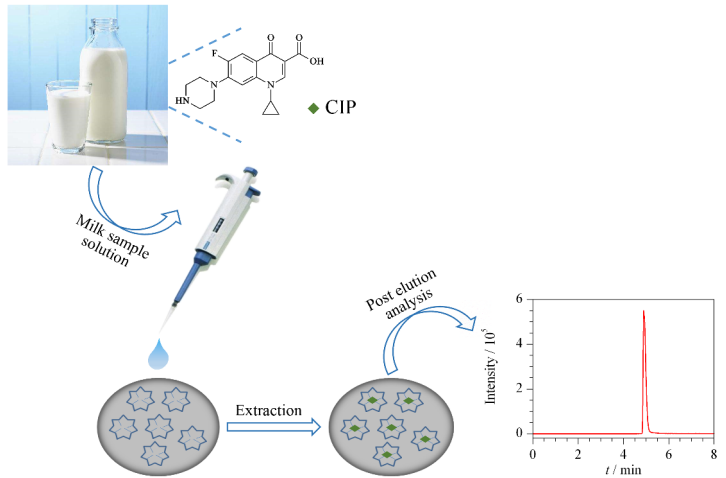 F
O
O
OH
N
N
HN
CIP
Milk sample
solution
Extraction
Post elution
analysis
Intensity / 10⁵
6
4
2
0
0 2 4 6 8
t / min